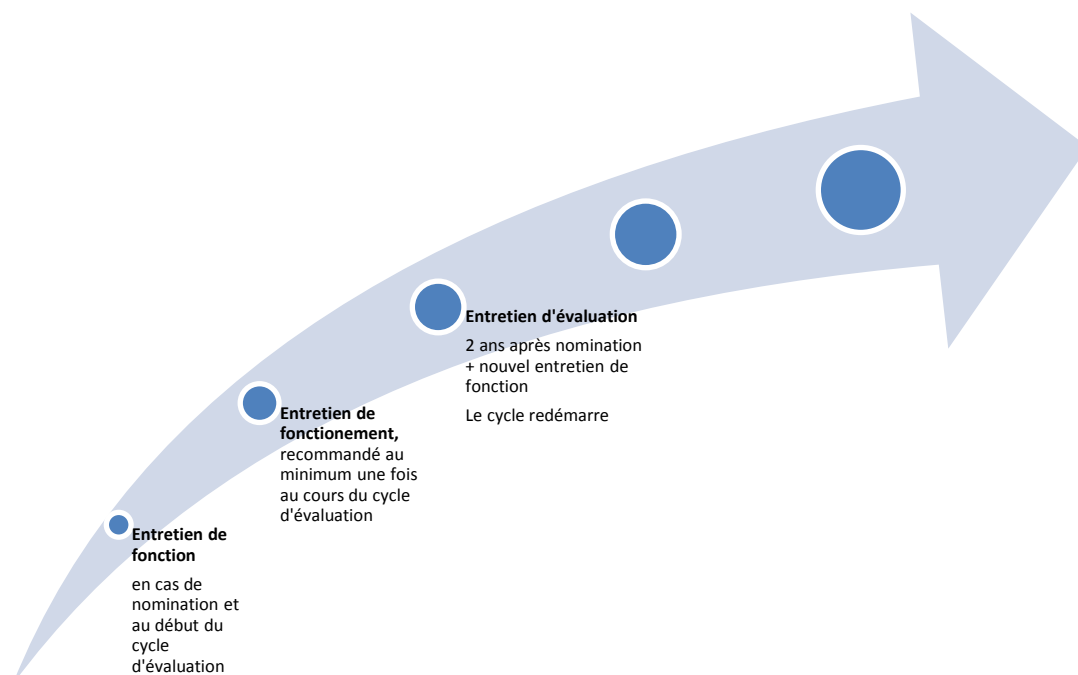 Entretien de
fonction
en cas de
nomination et
au début du
cycle
d'évaluation
Entretien de
fonctionement,
recommandé au
minimum une fois
au cours du cycle
d'évaluation
Entretien d'évaluation
2 ans après nomination
+ nouvel entretien de
fonction
Le cycle redémarre